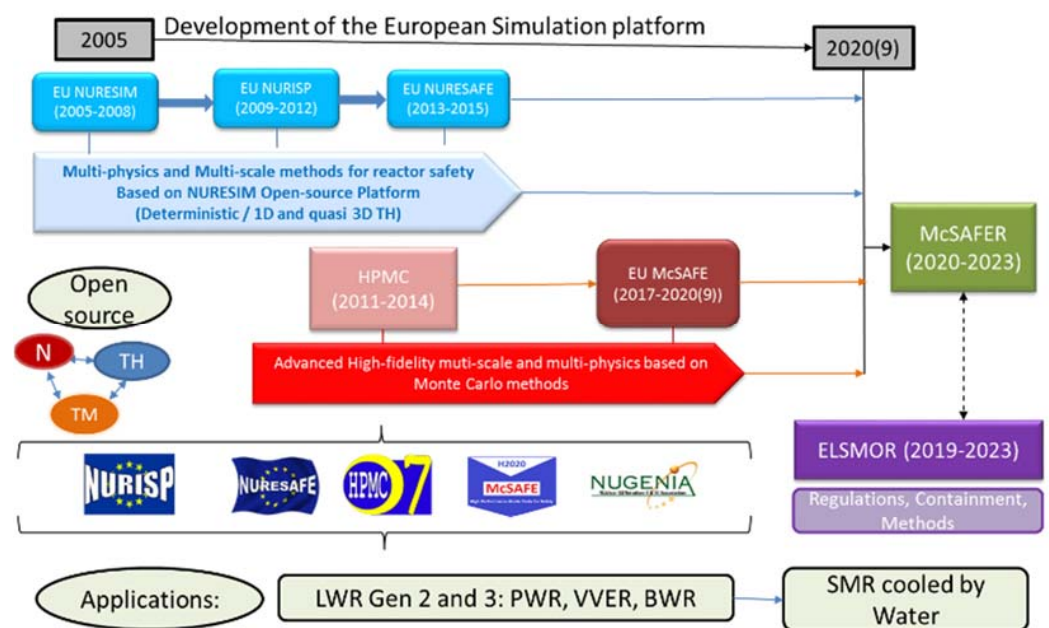 Development of the European Simulation platform
2005
2020(9)
EU NURESIM
(2005-2008)
EU NURISP
(2009-2012)
EU NURESAFE
(2013-2015)
Multi-physics and Multi-scale methods for reactor safety
Based on NURESIM Open-source Platform
(Deterministic / 1D and quasi 3D TH)
McSAFER
(2020-2023)
HPMC
(2011-2014)
EU McSAFE
(2017-2020(9))
Open
source
N
TH
TM
Advanced High-fidelity muti-scale and multi-physics based on
Monte Carlo methods
ELSMOR (2019-2023)
Regulations, Containment,
Methods
NURISP
NURESAFE
HPMC 7
H2020
McSAFE
NUGENIA
Applications:
LWR Gen 2 and 3: PWR, VVER, BWR
SMR cooled by
Water